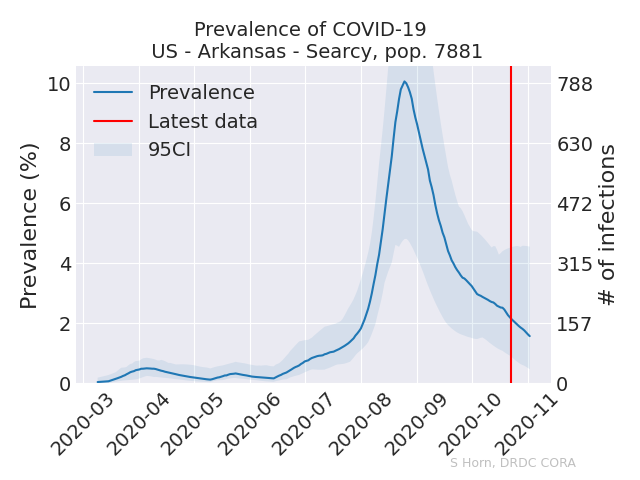 Prevalence of COVID-19
US - Arkansas - Searcy, pop. 7881
Prevalence
Latest data
95CI
Prevalence (%)
10
8
6
4
2
0
788
630
472
315
157
0
# of infections
2020-03
2020-04
2020-05
2020-06
2020-07
2020-08
2020-09
2020-10
2020-11
S Horn, DRDC CORA